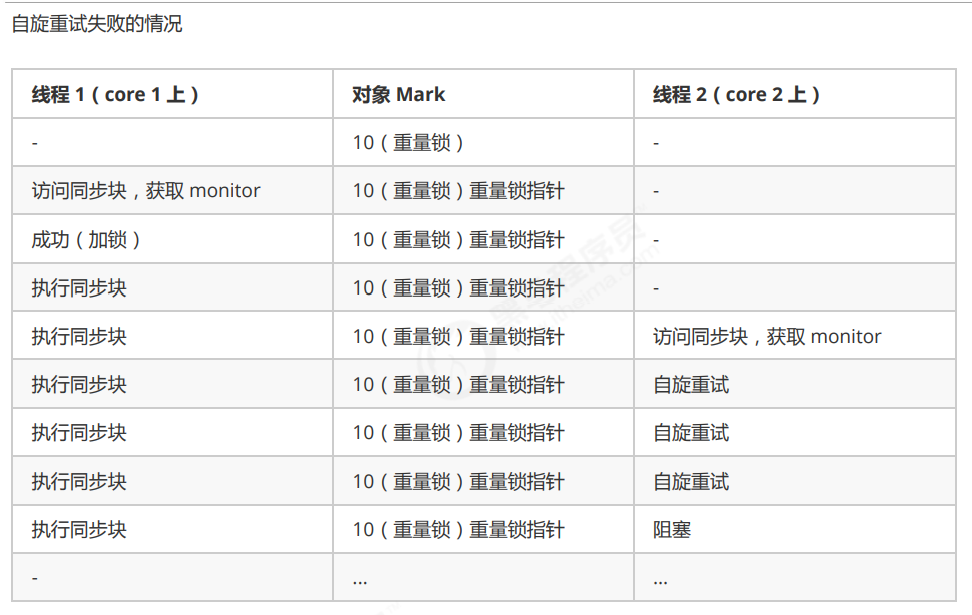 自旋重试失败的情况
线程 1（core 1 上） 对象 Mark 线程 2（core 2 上）
- 10（重量锁） -
访问同步块，获取 monitor 10（重量锁）重量锁指针 -
成功（加锁） 10（重量锁）重量锁指针 -
执行同步块 10（重量锁）重量锁指针 -
执行同步块 10（重量锁）重量锁指针 访问同步块，获取 monitor
执行同步块 10（重量锁）重量锁指针 自旋重试
执行同步块 10（重量锁）重量锁指针 自旋重试
执行同步块 10（重量锁）重量锁指针 自旋重试
执行同步块 10（重量锁）重量锁指针 阻塞
- ... ...